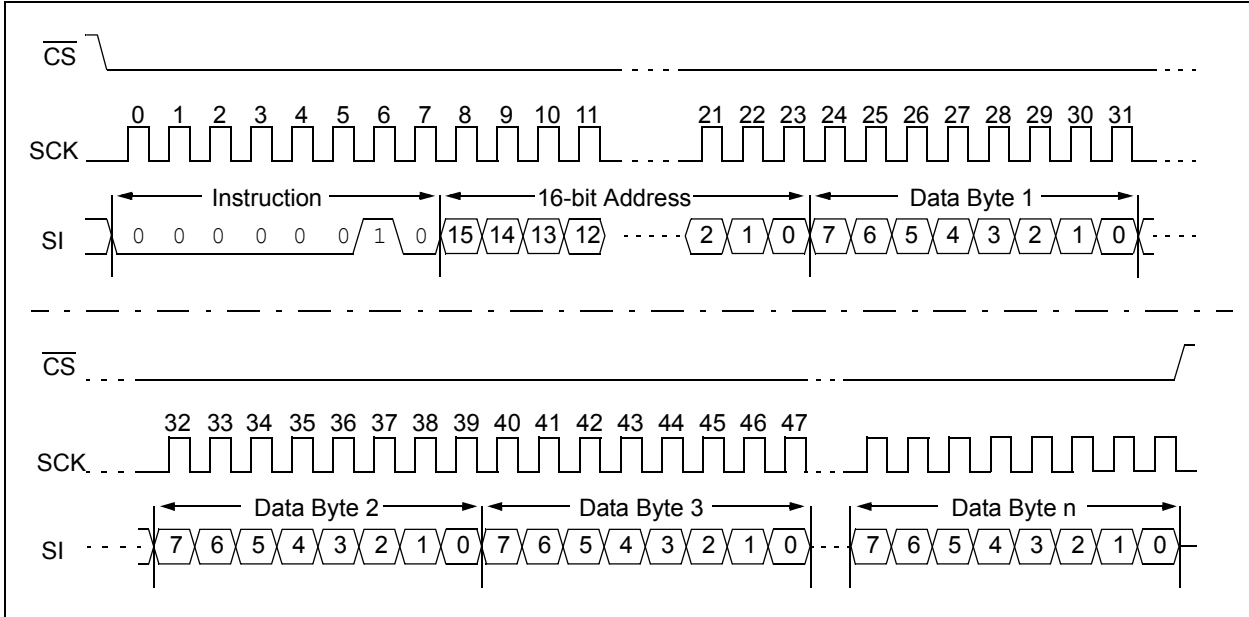 CS
0 1 2 3 4 5 6 7 8 9 10 11 21 22 23 24 25 26 27 28 29 30 31
SCK
Instruction 16-bit Address Data Byte 1
SI 0 0 0 0 0 0 1 0 15 14 13 12 2 1 0 7 6 5 4 3 2 1 0
CS
32 33 34 35 36 37 38 39 40 41 42 43 44 45 46 47
SCK
Data Byte 2 Data Byte 3 Data Byte n
SI 7 6 5 4 3 2 1 0 7 6 5 4 3 2 1 0 7 6 5 4 3 2 1 0